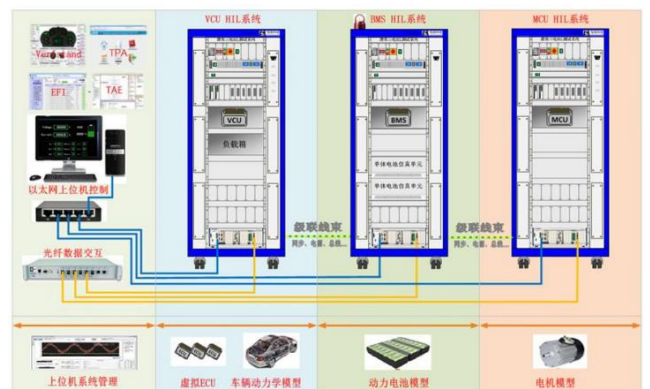 VCU HIL系统
BMS HIL系统
MCU HIL系统
Veristand
TPA
EFI
TAE
以太网上位机控制
光纤数据交互
VCU
负载箱
BMS
单体电池仿真单元
单体电池仿真单元
MCU
级联线束
同步、电源、总线...
级联线束
同步、电源、总线...
上位机系统管理
虚拟ECU
车辆动力学模型
动力电池模型
电机模型